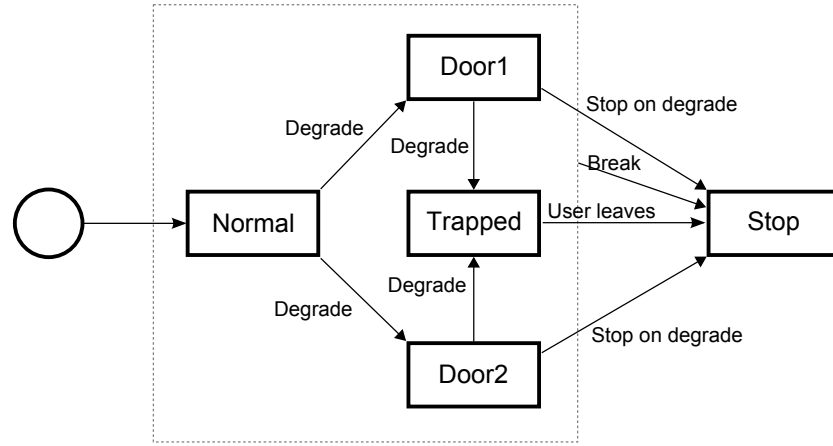 Door1
Stop on degrade
Degrade
Degrade
Break
Normal
Trapped
User leaves
Stop
Degrade
Degrade
Stop on degrade
Door2